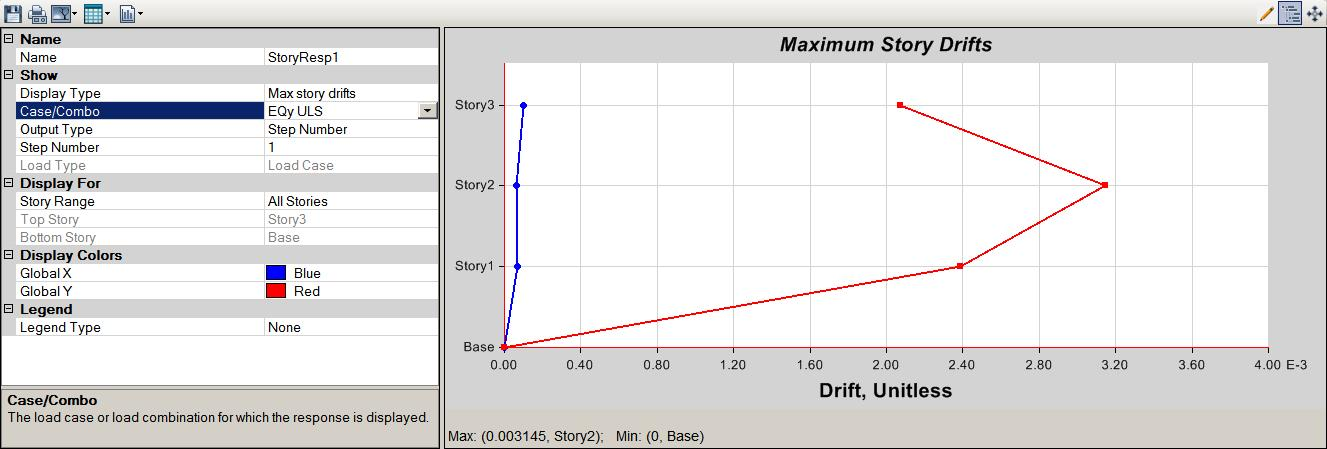 Name
Name StoryResp1
Show
Display Type Max story drifts
Case/Combo EQy ULS
Output Type Step Number
Step Number 1
Load Type Load Case
Display For
Story Range All Stories
Top Story Story3
Bottom Story Base
Display Colors
Global X Blue
Global Y Red
Legend
Legend Type None
Case/Combo
The load case or load combination for which the response is displayed.
Maximum Story Drifts
Story3
Story2
Story1
Base
0.00 0.40 0.80 1.20 1.60 2.00 2.40 2.80 3.20 3.60 4.00 E-3
Drift, Unitless
Max: (0.003145, Story2); Min: (0, Base)